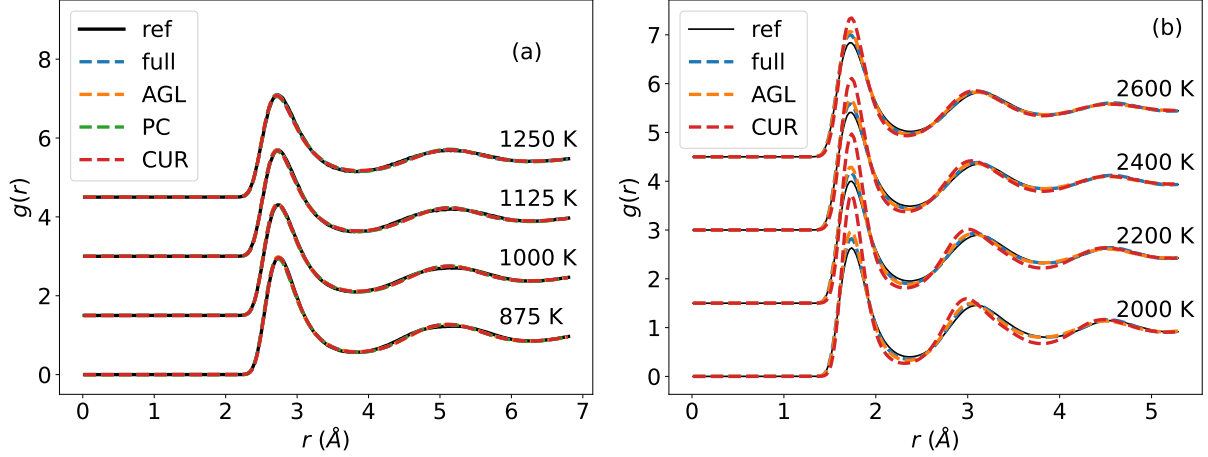 (a)
ref
full
AGL
PC
CUR
1250 K
1125 K
1000 K
875 K
g(r)
8
6
4
2
0
0 1 2 3 4 5 6 7
r (Å)
(b)
ref
full
AGL
CUR
2600 K
2400 K
2200 K
2000 K
g(r)
7
6
5
4
3
2
1
0
0 1 2 3 4 5
r (Å)